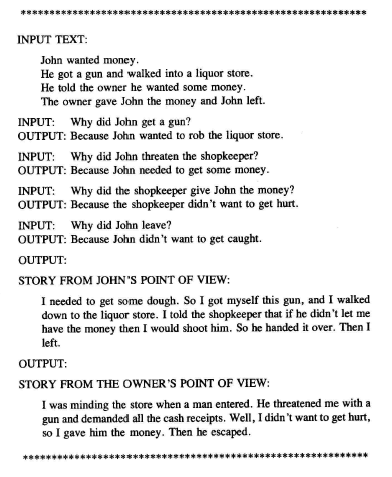 ************************************************************
INPUT TEXT:
John wanted money.
He got a gun and walked into a liquor store.
He told the owner he wanted some money.
The owner gave John the money and John left.
INPUT: Why did John get a gun?
OUTPUT: Because John wanted to rob the liquor store.
INPUT: Why did John threaten the shopkeeper?
OUTPUT: Because John needed to get some money.
INPUT: Why did the shopkeeper give John the money?
OUTPUT: Because the shopkeeper didn't want to get hurt.
INPUT: Why did John leave?
OUTPUT: Because John didn't want to get caught.
OUTPUT:
STORY FROM JOHN"S POINT OF VIEW:
I needed to get some dough. So I got myself this gun, and I walked
down to the liquor store. I told the shopkeeper that if he didn't let me
have the money then I would shoot him. So he handed it over. Then I
left.
OUTPUT:
STORY FROM THE OWNER'S POINT OF VIEW:
I was minding the store when a man entered. He threatened me with a
gun and demanded all the cash receipts. Well, I didn't want to get hurt,
so I gave him the money. Then he escaped.
************************************************************